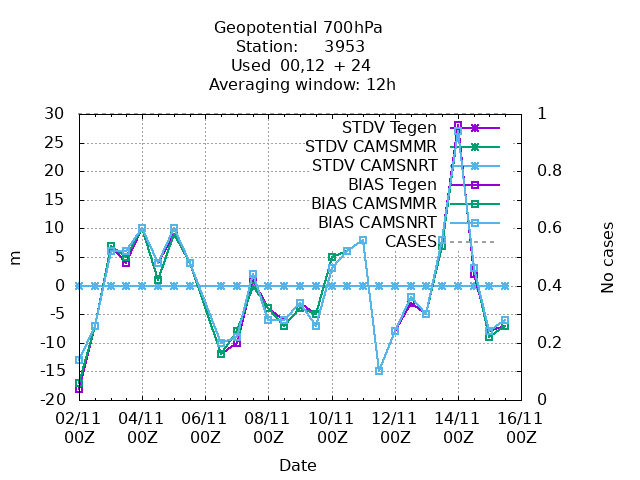 Geopotential 700hPa
Station: 3953
Used 00,12 + 24
Averaging window: 12h
30 1
25
20 0.8
15
10 0.6
5
0 0.4
-5
-10 0.2
-15
-20 0
STDV Tegen
STDV CAMSMMR
STDV CAMSNRT
BIAS Tegen
BIAS CAMSMMR
BIAS CAMSNRT
CASES
m
No cases
02/11 04/11 06/11 08/11 10/11 12/11 14/11 16/11
00Z 00Z 00Z 00Z 00Z 00Z 00Z 00Z
Date